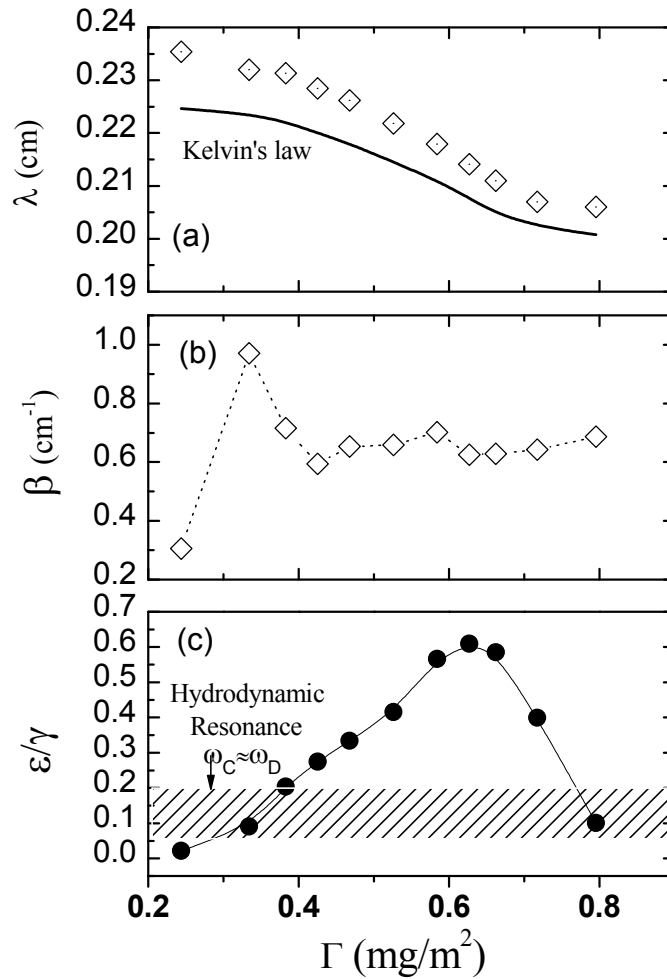 0.24
0.23
0.22
0.21
0.20
0.19
λ (cm)
Kelvin's law
(a)
1.0
0.8
0.6
0.4
0.2
β (cm⁻¹)
(b)
0.7
0.6
0.5
0.4
0.3
0.2
0.1
0.0
ε/γ
(c)
Hydrodynamic
Resonance
ω_C≈ω_D
0.2 0.4 0.6 0.8
Γ (mg/m²)